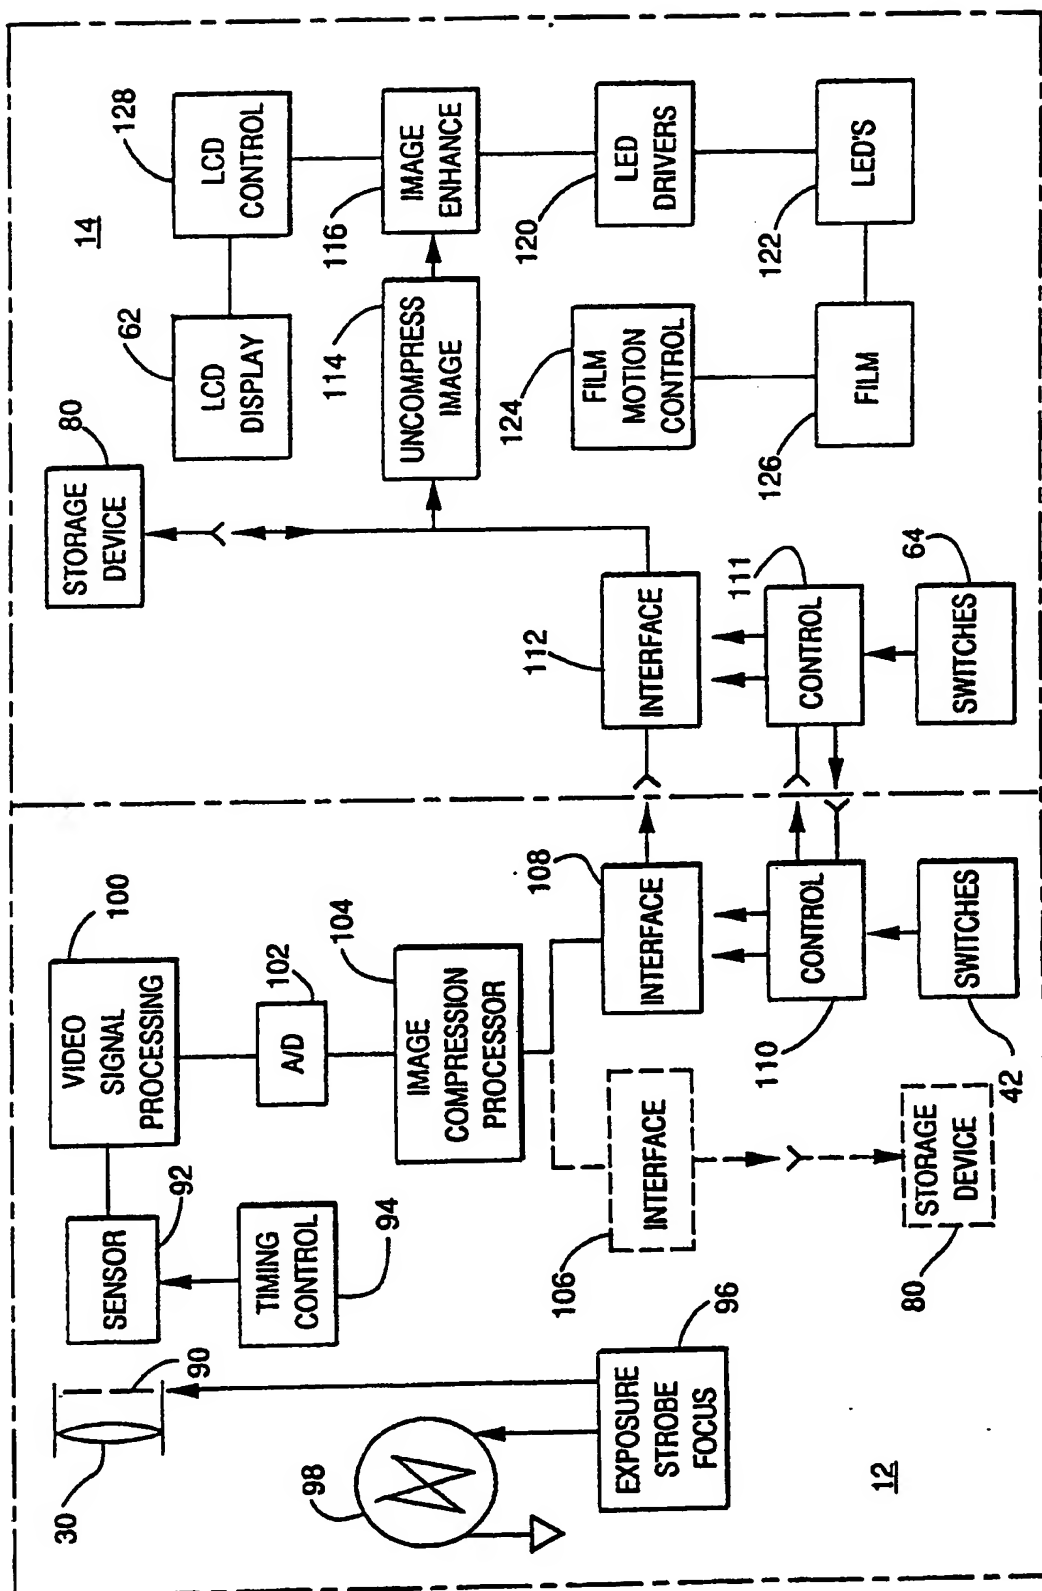 30
90
SENSOR
92
TIMING
CONTROL
94
VIDEO
SIGNAL
PROCESSING
100
A/D
102
IMAGE
COMPRESSION
PROCESSOR
104
98
EXPOSURE
STROBE
FOCUS
96
12
INTERFACE
106
STORAGE
DEVICE
80
INTERFACE
108
CONTROL
110
SWITCHES
42
STORAGE
DEVICE
80
LCD
DISPLAY
62
LCD
CONTROL
128
14
UNCOMPRESS
IMAGE
114
IMAGE
ENHANCE
116
INTERFACE
112
CONTROL
111
SWITCHES
64
FILM
MOTION
CONTROL
124
LED
DRIVERS
120
FILM
126
LED'S
122